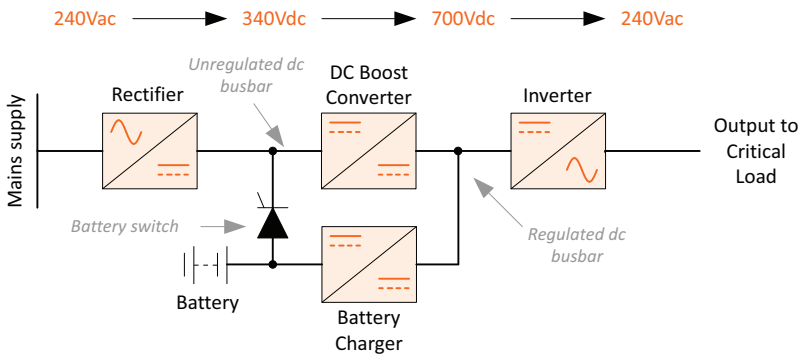 240Vac 340Vdc 700Vdc 240Vac
Unregulated dc
busbar
DC Boost
Converter
Rectifier
Inverter
Mains supply
Output to
Critical
Load
Battery switch
Regulated dc
busbar
Battery
Battery
Charger